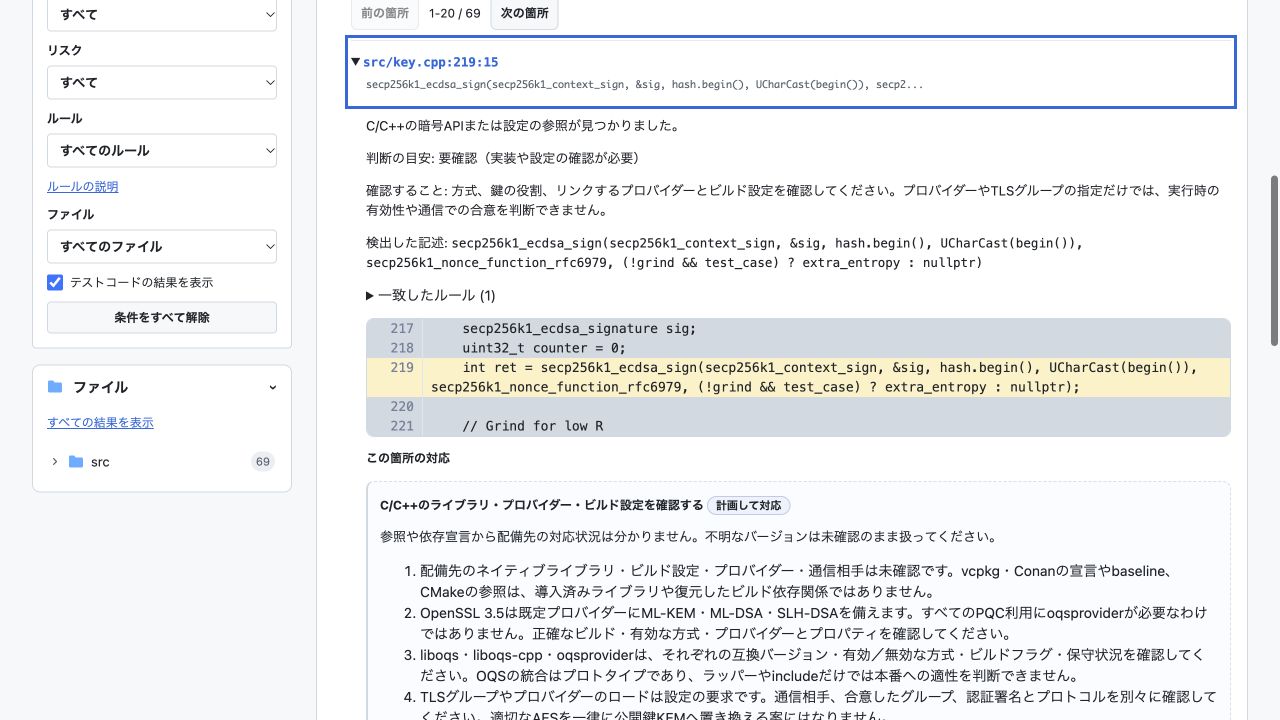 すべて
リスク
すべて
ルール
すべてのルール
ルールの説明
ファイル
すべてのファイル
テストコードの結果を表示
条件をすべて解除
ファイル
すべての結果を表示
src 69
前の箇所 1-20 / 69 次の箇所
src/key.cpp:219:15
secp256k1_ecdsa_sign(secp256k1_context_sign, &sig, hash.begin(), UCharCast(begin()), secp2...
C/C++の暗号APIまたは設定の参照が見つかりました。
判断の目安: 要確認（実装や設定の確認が必要）
確認すること: 方式、鍵の役割、リンクするプロバイダーとビルド設定を確認してください。プロバイダーやTLSグループの指定だけでは、実行時の
有効性や通信での合意を判断できません。
検出した記述: secp256k1_ecdsa_sign(secp256k1_context_sign, &sig, hash.begin(), UCharCast(begin()),
secp256k1_nonce_function_rfc6979, (!grind && test_case) ? extra_entropy : nullptr)
一致したルール (1)
217 secp256k1_ecdsa_signature sig;
218 uint32_t counter = 0;
219 int ret = secp256k1_ecdsa_sign(secp256k1_context_sign, &sig, hash.begin(), UCharCast(begin()),
secp256k1_nonce_function_rfc6979, (!grind && test_case) ? extra_entropy : nullptr);
220
221 // Grind for low R
この箇所の対応
C/C++のライブラリ・プロバイダー・ビルド設定を確認する 計画して対応
参照や依存宣言から配備先の対応状況は分かりません。不明なバージョンは未確認のまま扱ってください。
1. 配備先のネイティブライブラリ・ビルド設定・プロバイダー・通信相手は未確認です。vcpkg・Conanの宣言やbaseline、
CMakeの参照は、導入済みライブラリや復元したビルド依存関係ではありません。
2. OpenSSL 3.5は既定プロバイダーにML-KEM・ML-DSA・SLH-DSAを備えます。すべてのPQC利用にoqsproviderが必要なわけ
ではありません。正確なビルド・有効な方式・プロバイダーとプロパティを確認してください。
3. liboqs・liboqs-cpp・oqsproviderは、それぞれの互換バージョン・有効／無効な方式・ビルドフラグ・保守状況を確認してく
ださい。OQSの統合はプロトタイプであり、ラッパーやincludeだけでは本番への適性を判断できません。
4. TLSグループやプロバイダーのロードは設定の要求です。通信相手、合意したグループ、認証署名とプロトコルを別々に確認して
ください。適切なAESを一律に公開鍵KEMへ置き換える案にはなりません。